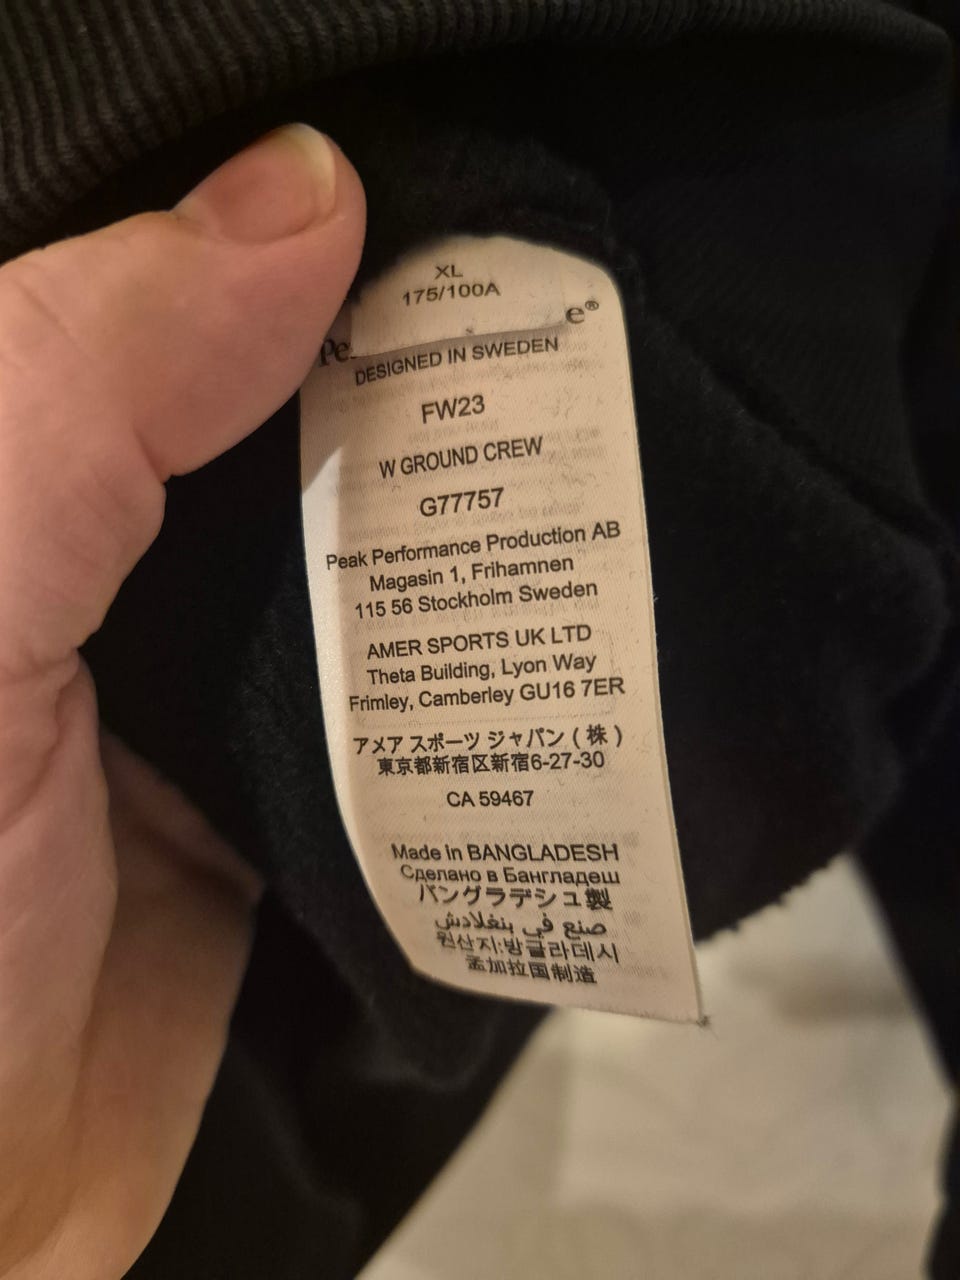 XL
175/100A
Pe e®
DESIGNED IN SWEDEN
FW23
W GROUND CREW
G77757
Peak Performance Production AB
Magasin 1, Frihamnen
115 56 Stockholm Sweden
AMER SPORTS UK LTD
Theta Building, Lyon Way
Frimley, Camberley GU16 7ER
アメア スポーツ ジャパン ( 株 )
東京都新宿区新宿6-27-30
CA 59467
Made in BANGLADESH
Сделано в Бангладеш
バングラデシュ製
صنع في بنغلادش
원산지:방글라데시
孟加拉国制造